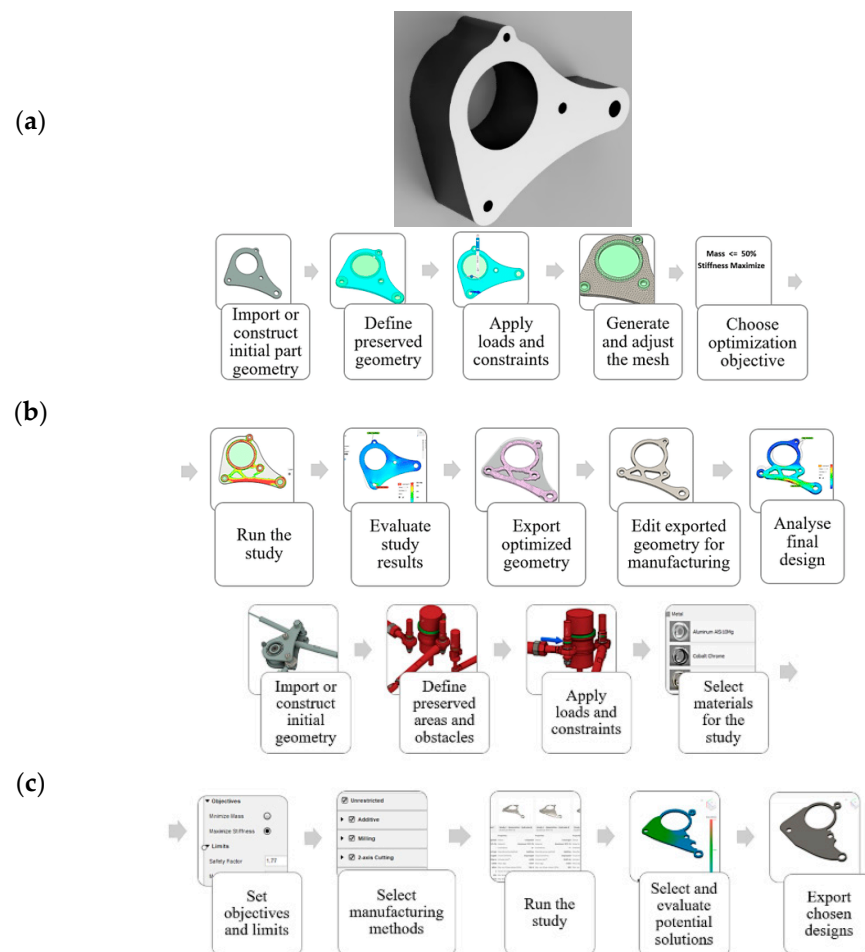 (a)
Mass <= 50%
Stiffness Maximize
Import or
construct
initial part
geometry
Define
preserved
geometry
Apply
loads and
constraints
Generate
and adjust
the mesh
Choose
optimization
objective
(b)
Run the
study
Evaluate
study
results
Export
optimized
geometry
Edit exported
geometry for
manufacturing
Analyse
final
design
Metal
Aluminum AlSi10Mg
Cobalt Chrome
Import or
construct
initial
geometry
Define
preserved
areas and
obstacles
Apply
loads and
constraints
Select
materials
for the
study
(c)
Objectives
Minimize Mass
Maximize Stiffness
Limits
Safety Factor 1.77
Unrestricted
Additive
Milling
2-axis Cutting
Set
objectives
and limits
Select
manufacturing
methods
Run the
study
Select and
evaluate
potential
solutions
Export
chosen
designs